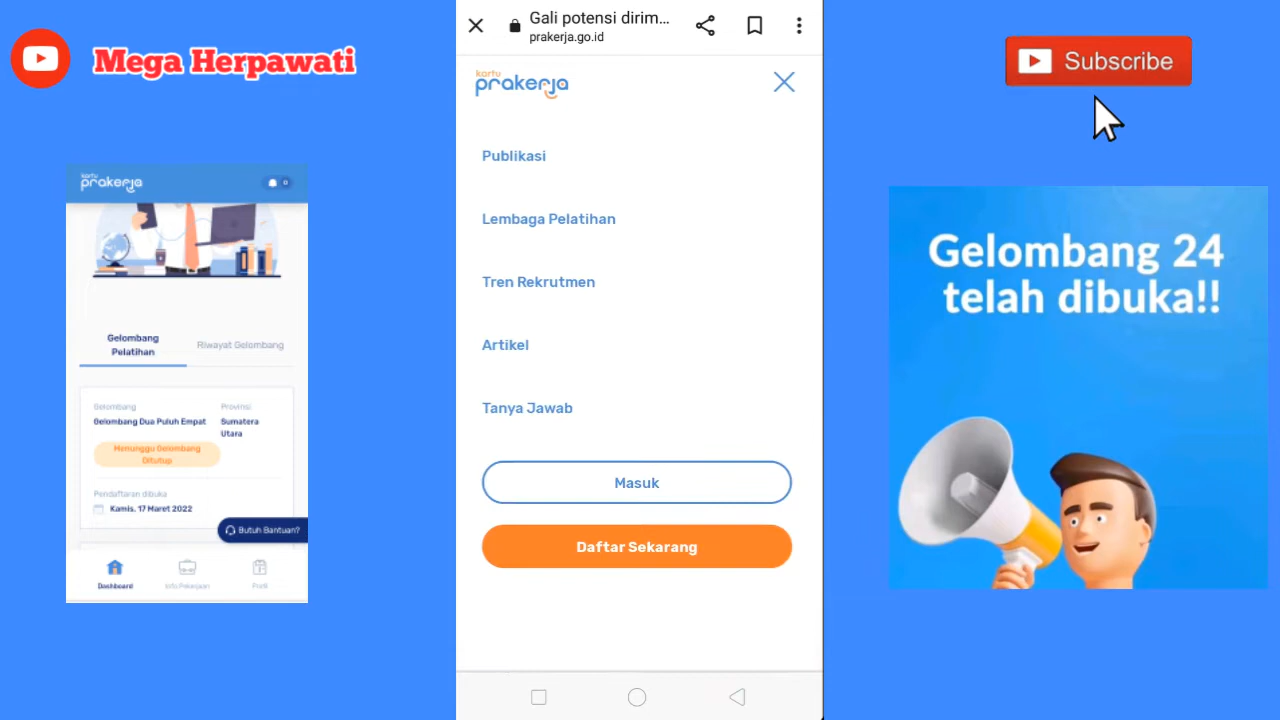 Mega Herpawati
kartu
prakerja
0
Gelombang
Pelatihan
Riwayat Gelombang
Gelombang
Provinsi
Gelombang Dua Puluh Empat
Sumatera
Utara
Menunggu Gelombang
Ditutup
Pendaftaran dibuka
Kamis, 17 Maret 2022
Butuh Bantuan?
Dashboard
Info Pekerjaan
Profil
Gali potensi dirim...
prakerja.go.id
kartu
prakerja
Publikasi
Lembaga Pelatihan
Tren Rekrutmen
Artikel
Tanya Jawab
Masuk
Daftar Sekarang
Subscribe
Gelombang 24
telah dibuka!!